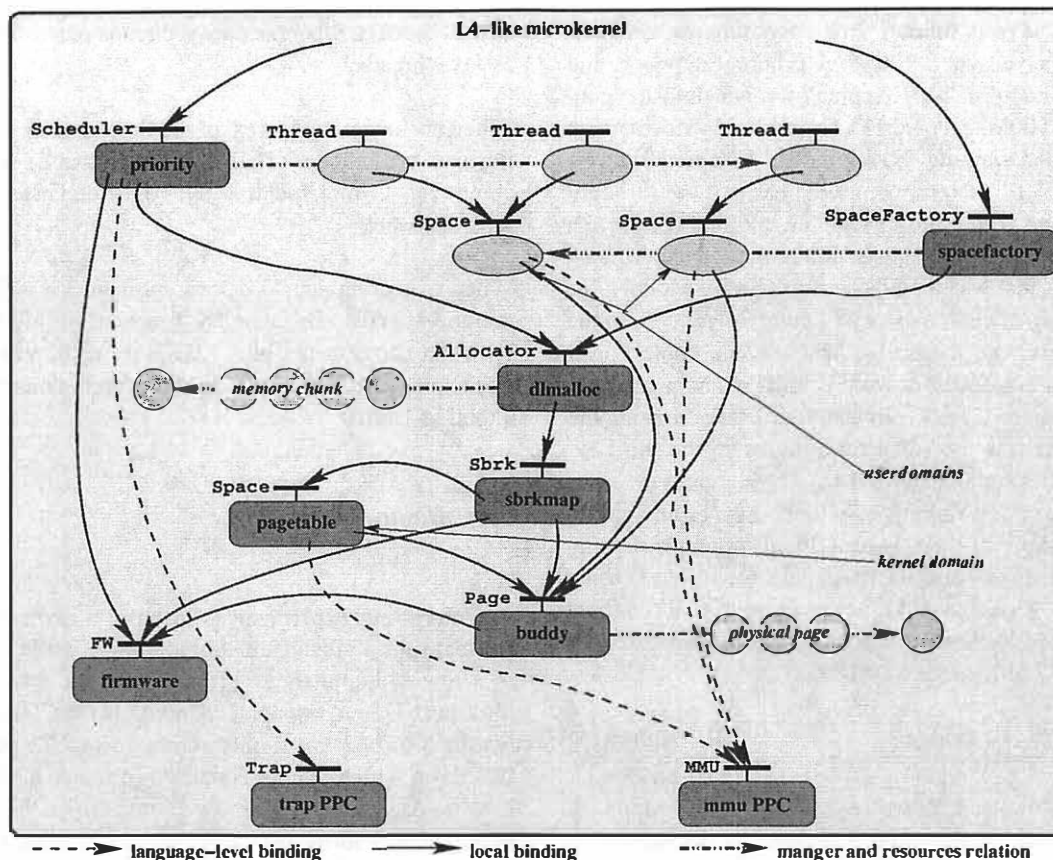 L4-like microkernel
Scheduler
Thread
Thread
Thread
priority
Space
Space
SpaceFactory
spacefactory
Allocator
memory chunk
dlmalloc
Sbrk
userdomains
Space
sbrkmap
pagetable
kernel domain
Page
buddy
physical page
FW
firmware
Trap
MMU
trap PPC
mmu PPC
language-level binding
local binding
manger and resources relation